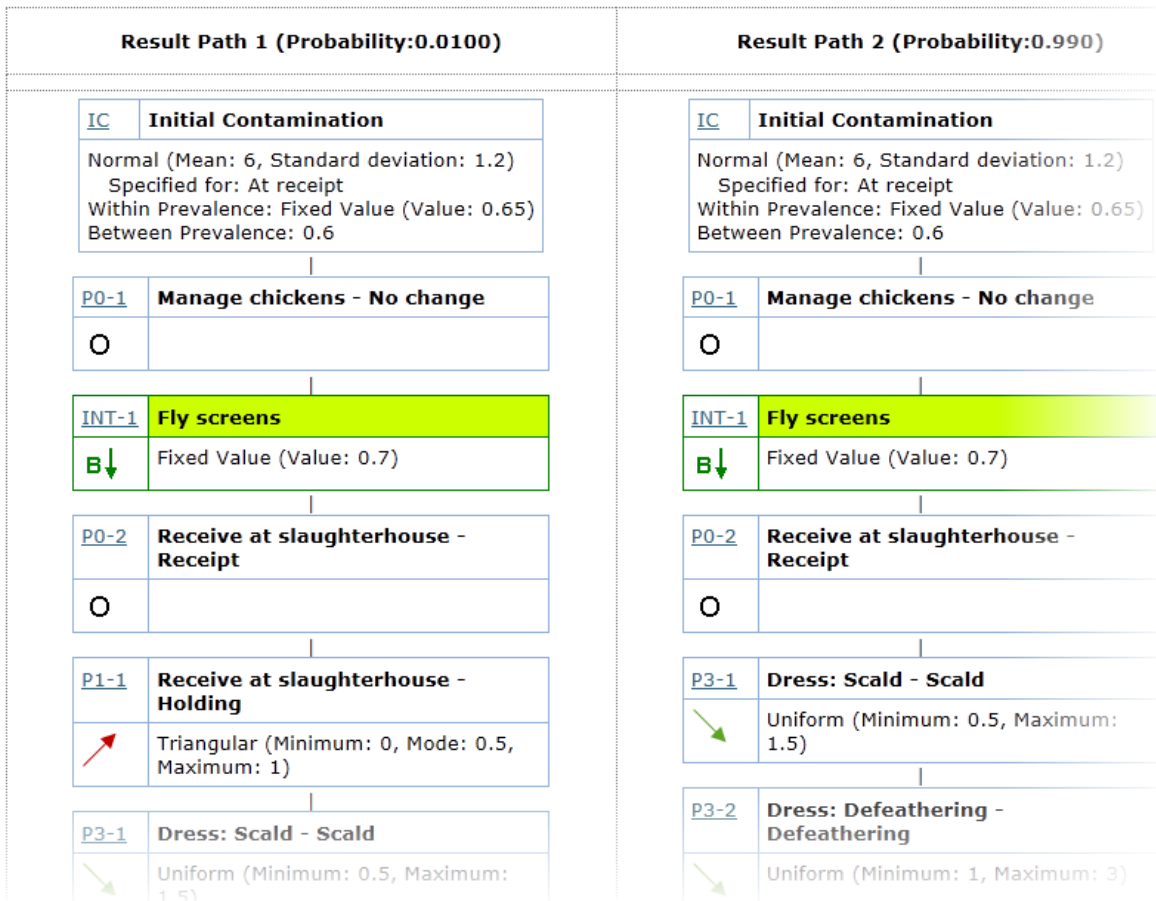 Result Path 1 (Probability:0.0100)
IC
Initial Contamination
Normal (Mean: 6, Standard deviation: 1.2)
Specified for: At receipt
Within Prevalence: Fixed Value (Value: 0.65)
Between Prevalence: 0.6
P0-1
Manage chickens - No change
O
INT-1
Fly screens
B
Fixed Value (Value: 0.7)
P0-2
Receive at slaughterhouse -
Receipt
O
P1-1
Receive at slaughterhouse -
Holding
Triangular (Minimum: 0, Mode: 0.5,
Maximum: 1)
P3-1
Dress: Scald - Scald
Uniform (Minimum: 0.5, Maximum:
1.5)
Result Path 2 (Probability:0.990)
IC
Initial Contamination
Normal (Mean: 6, Standard deviation: 1.2)
Specified for: At receipt
Within Prevalence: Fixed Value (Value: 0.65)
Between Prevalence: 0.6
P0-1
Manage chickens - No change
O
INT-1
Fly screens
B
Fixed Value (Value: 0.7)
P0-2
Receive at slaughterhouse -
Receipt
O
P3-1
Dress: Scald - Scald
Uniform (Minimum: 0.5, Maximum:
1.5)
P3-2
Dress: Defeathering -
Defeathering
Uniform (Minimum: 1, Maximum: 3)